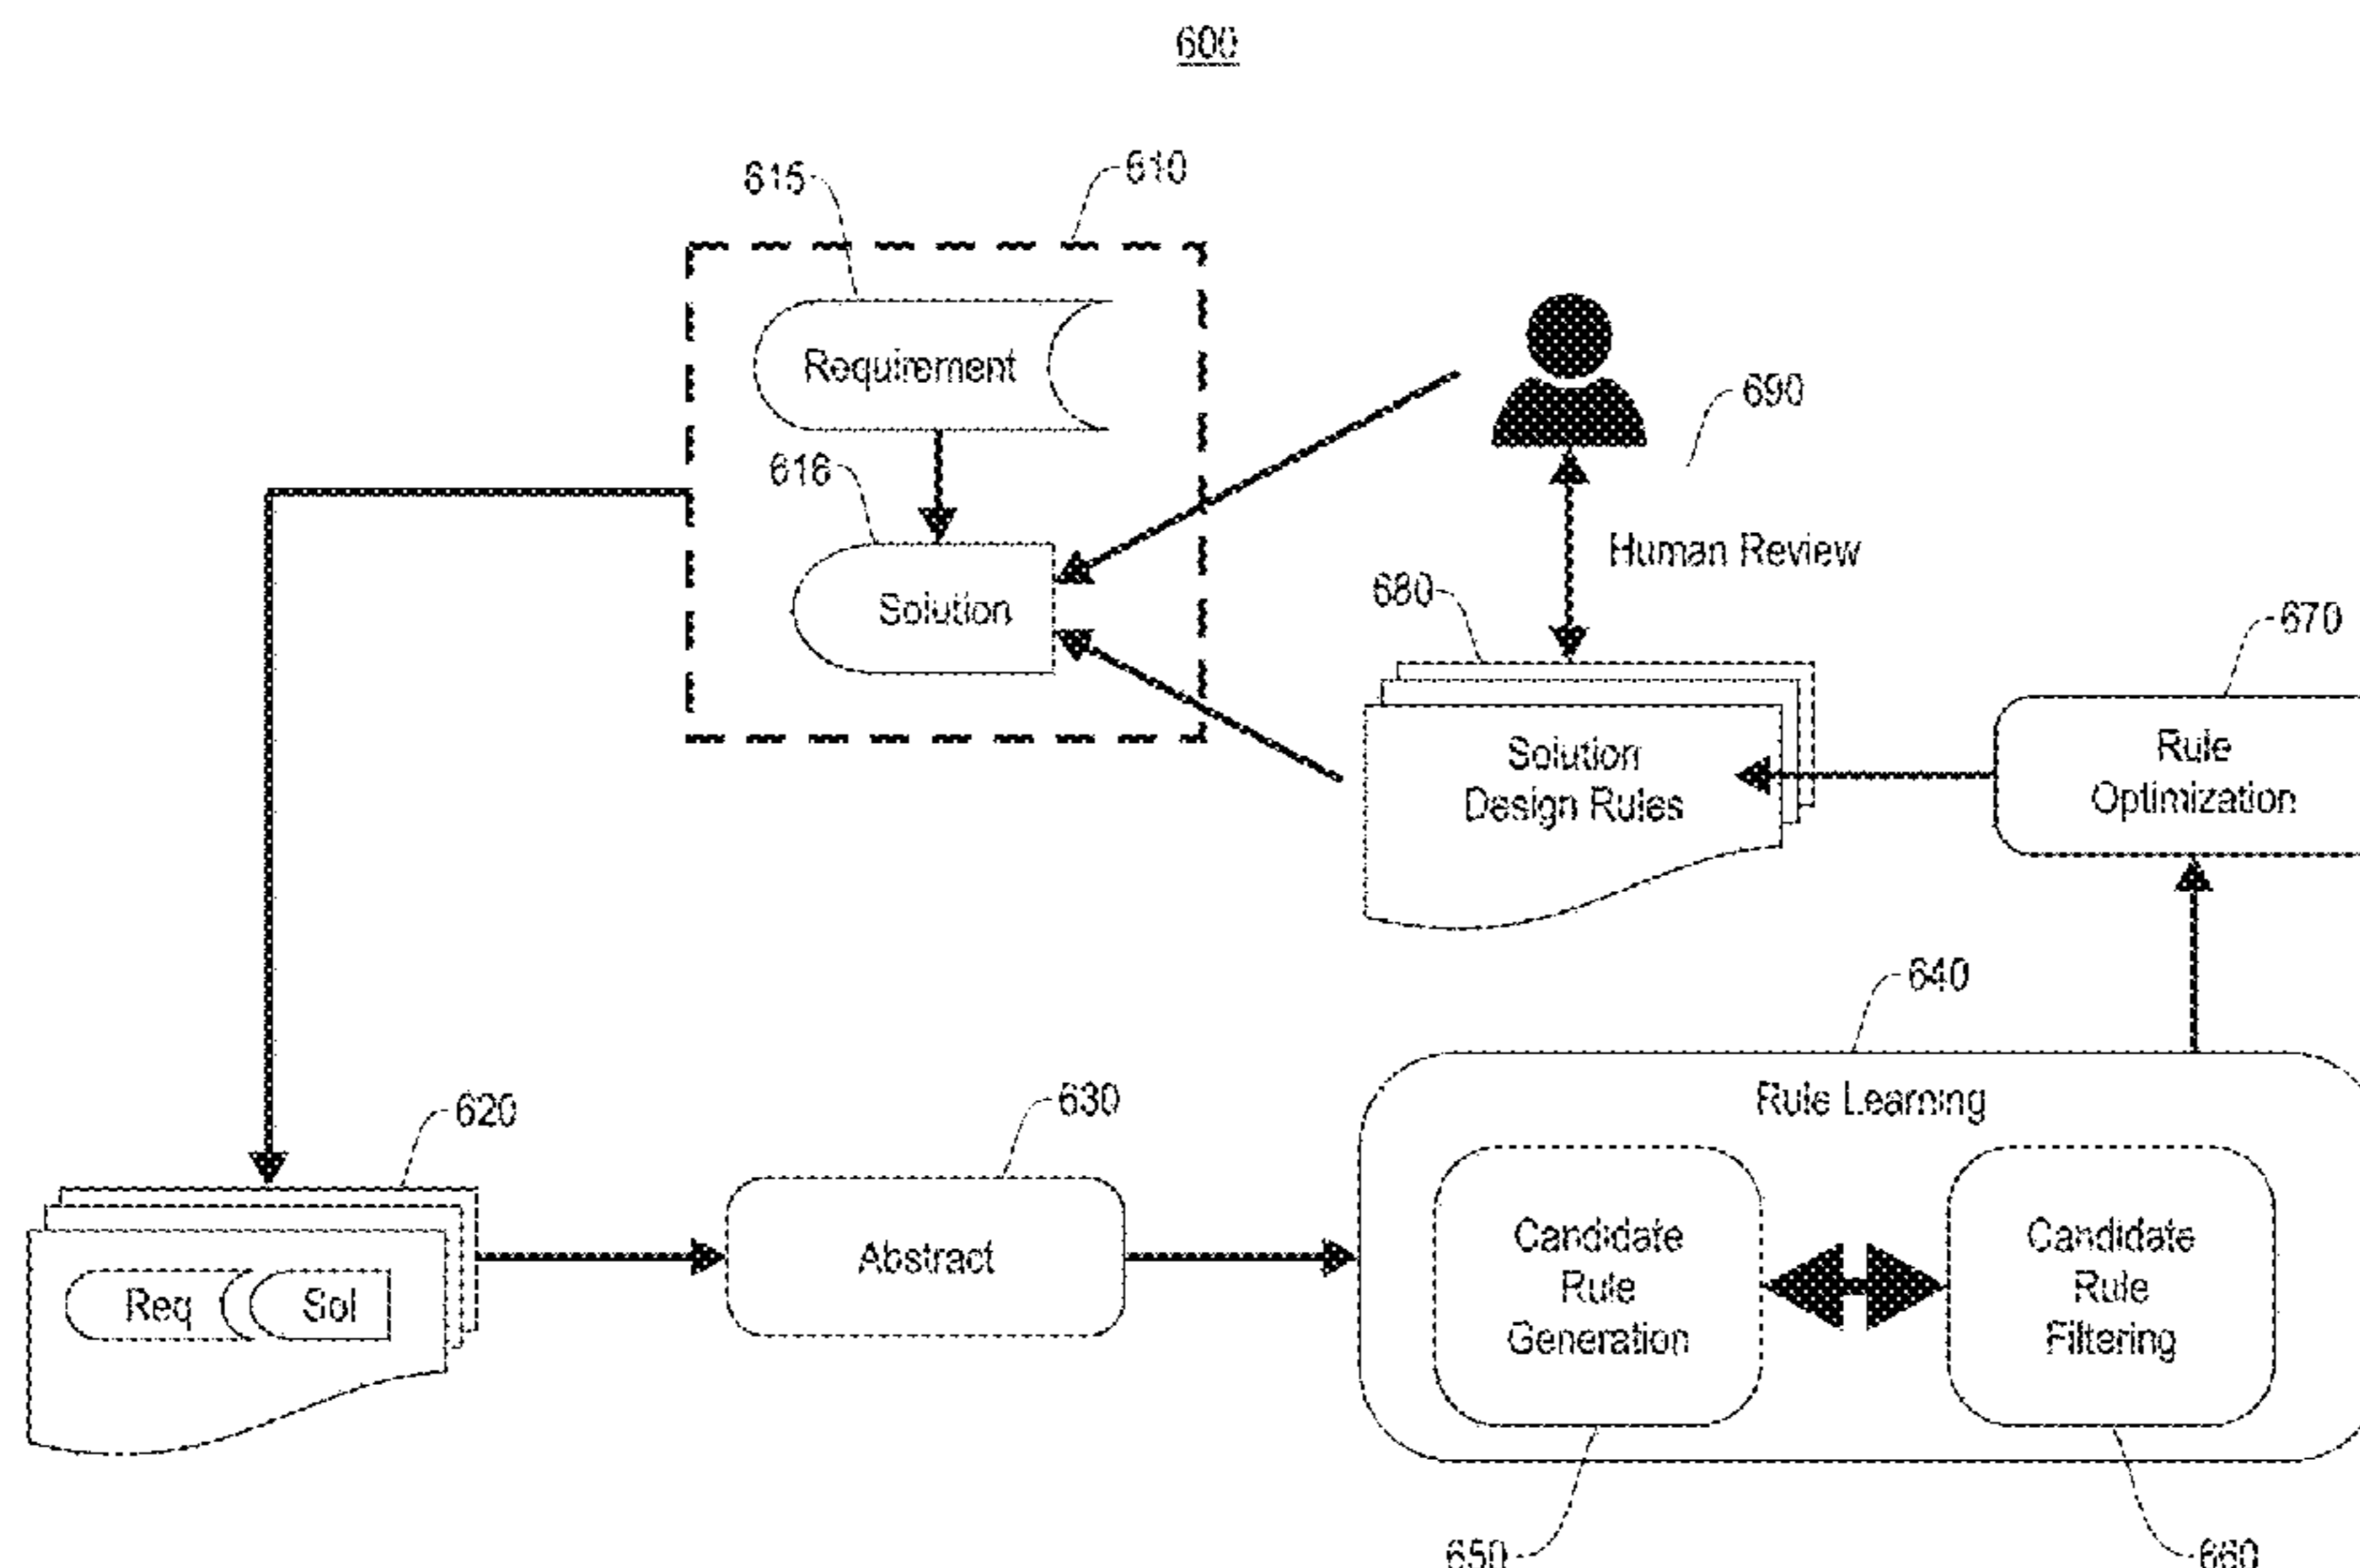 600
615
610
Requirement
616
Solution
690
Human Review
680
670
Solution
Design Rules
Rule
Optimization
640
620
630
Rule Learning
Req
Sol
Abstract
Candidate
Rule
Generation
Candidate
Rule
Filtering
650
660